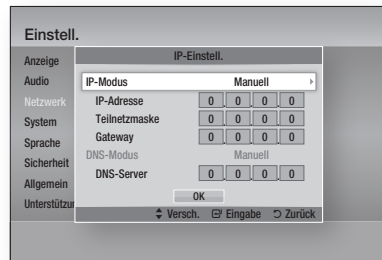 Einstell.
Anzeige
Audio
Netzwerk
System
Sprache
Sicherheit
Allgemein
IP-Einstell.
IP-Modus Manuell
IP-Adresse 0 . 0 . 0 . 0
Teilnetzmaske 0 . 0 . 0 . 0
Gateway 0 . 0 . 0 . 0
DNS-Modus Manuell
DNS-Server 0 . 0 . 0 . 0
OK
Versch. Eingabe Zurück